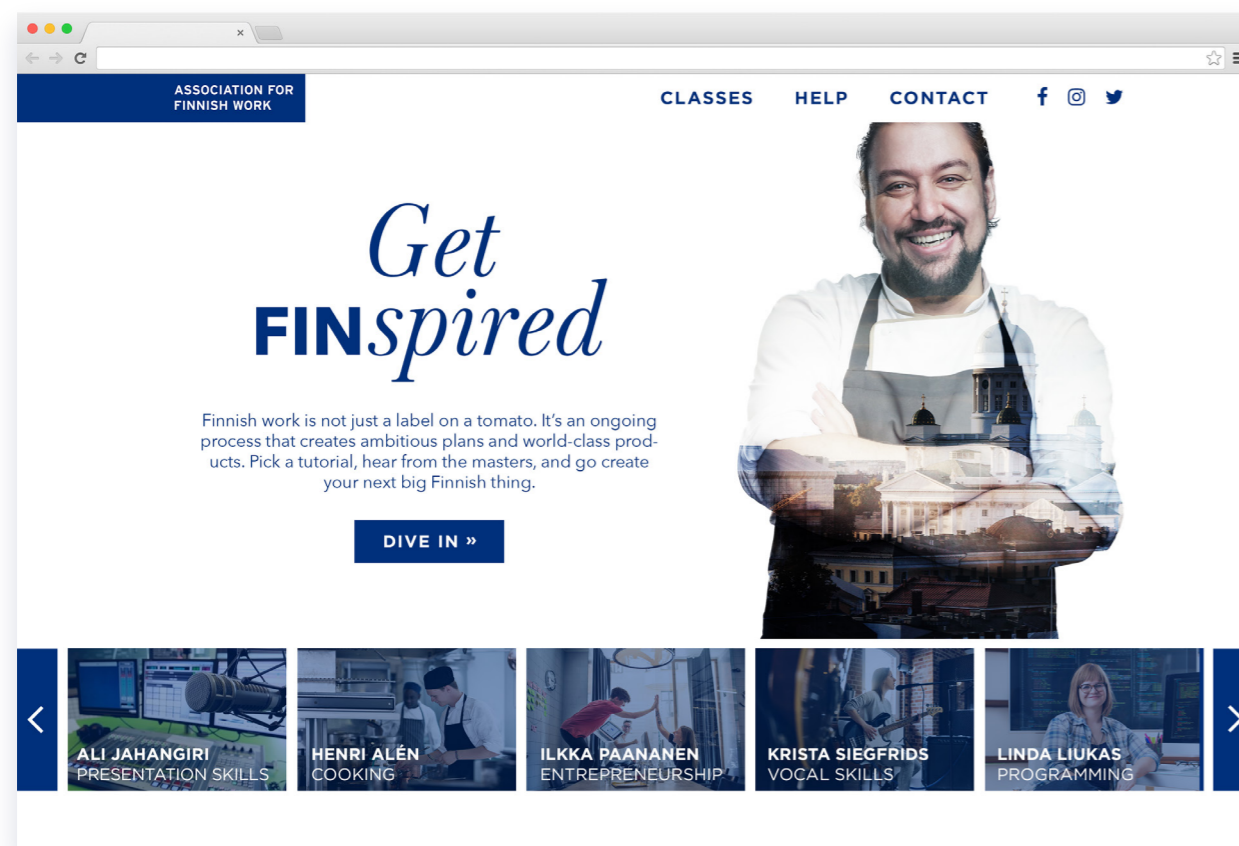 ASSOCIATION FOR
FINNISH WORK
CLASSES HELP CONTACT
Get
FINspired
Finnish work is not just a label on a tomato. It’s an ongoing
process that creates ambitious plans and world-class prod-
ucts. Pick a tutorial, hear from the masters, and go create
your next big Finnish thing.
DIVE IN »
ALI JAHANGIRI
PRESENTATION SKILLS
HENRI ALÉN
COOKING
ILKKA PAANANEN
ENTREPRENEURSHIP
KRISTA SIEGFRIDS
VOCAL SKILLS
LINDA LIUKAS
PROGRAMMING